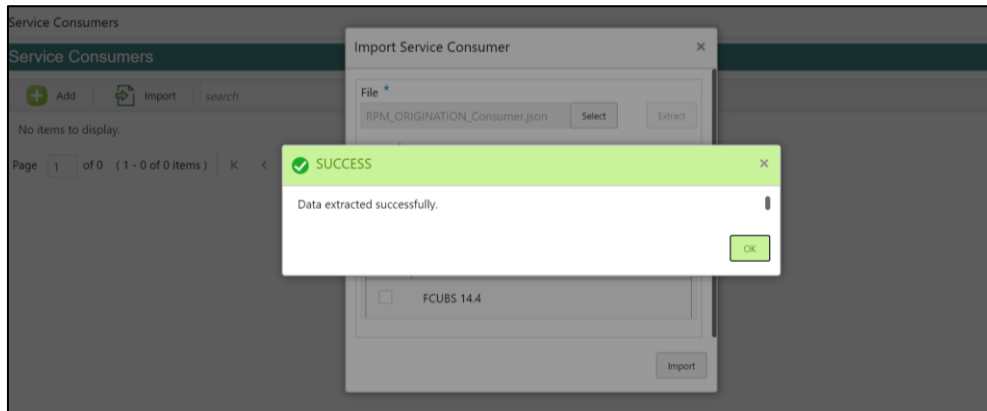 Service Consumers
Service Consumers
Add Import search
No items to display.
Page 1 of 0 ( 1 - 0 of 0 items ) K <
Import Service Consumer ×
File *
RPM_ORIGINATION_Consumer.json Select Extract
SUCCESS ×
Data extracted successfully.
OK
FCUBS 14.4
Import